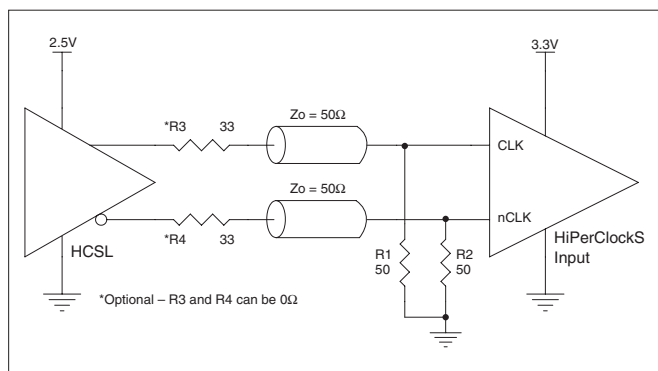 2.5V
3.3V
*R3 33
Zo = 50Ω
CLK
Zo = 50Ω
nCLK
*R4 33
HCSL
R1
50
R2
50
HiPerClockS
Input
*Optional – R3 and R4 can be 0Ω